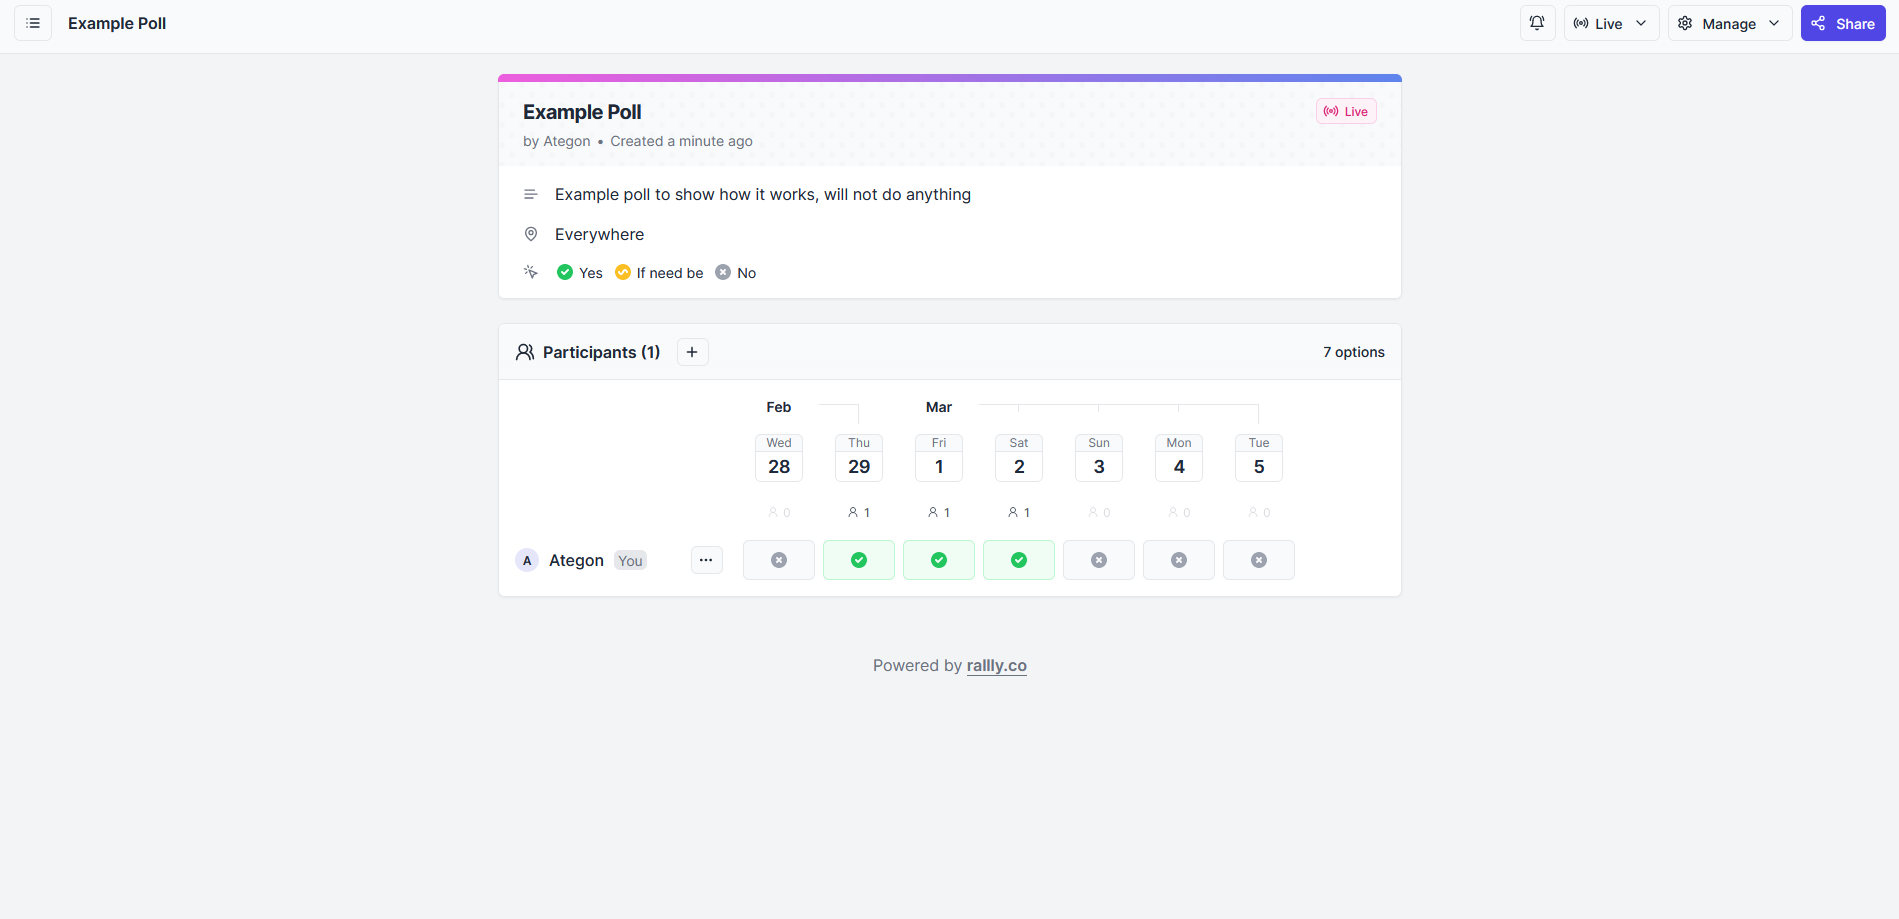 Example Poll
Live
Manage
Share
Example Poll
Live
by Ategon • Created a minute ago
Example poll to show how it works, will not do anything
Everywhere
Yes If need be No
Participants (1)
7 options
Feb Mar
Wed Thu Fri Sat Sun Mon Tue
28 29 1 2 3 4 5
0 1 1 1 0 0 0
A Ategon You
Powered by rallly.co